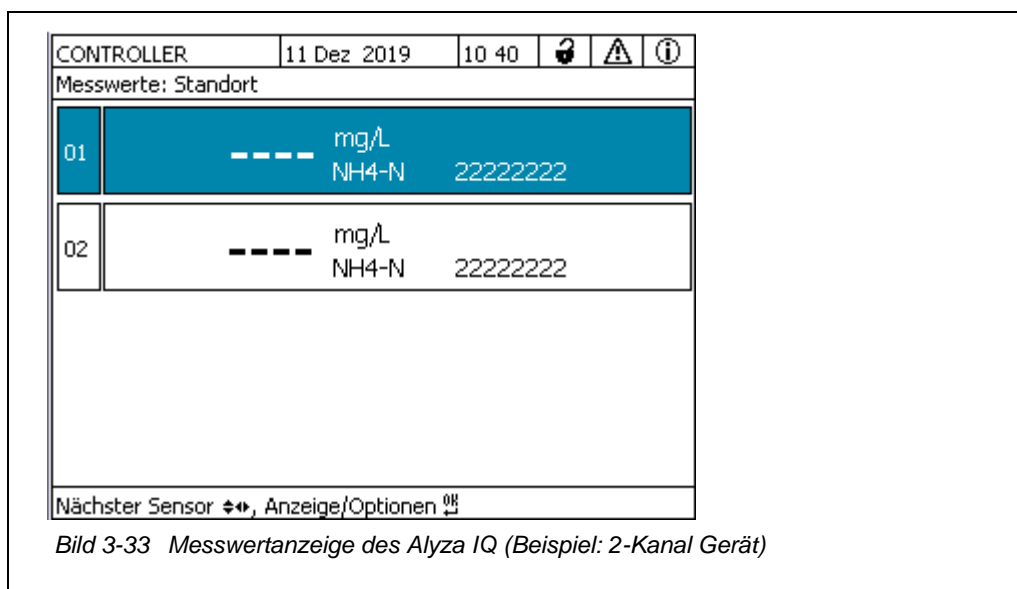 CONTROLLER 11 Dez 2019 10 40
Messwerte: Standort
01 ---- mg/L
NH4-N 22222222
02 ---- mg/L
NH4-N 22222222
Nächster Sensor, Anzeige/Optionen OK
Bild 3-33 Messwertanzeige des Alyza IQ (Beispiel: 2-Kanal Gerät)